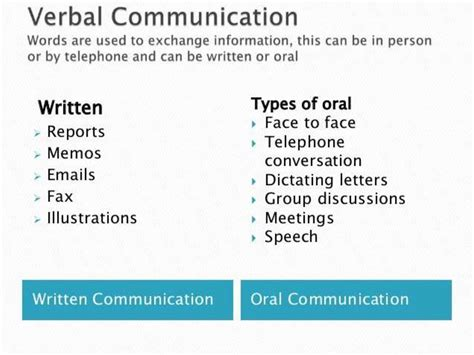 Verbal Communication
Words are used to exchange information, this can be in person
or by telephone and can be written or oral
Written
Reports
Memos
Emails
Fax
Illustrations
Types of oral
Face to face
Telephone
conversation
Dictating letters
Group discussions
Meetings
Speech
Written Communication
Oral Communication